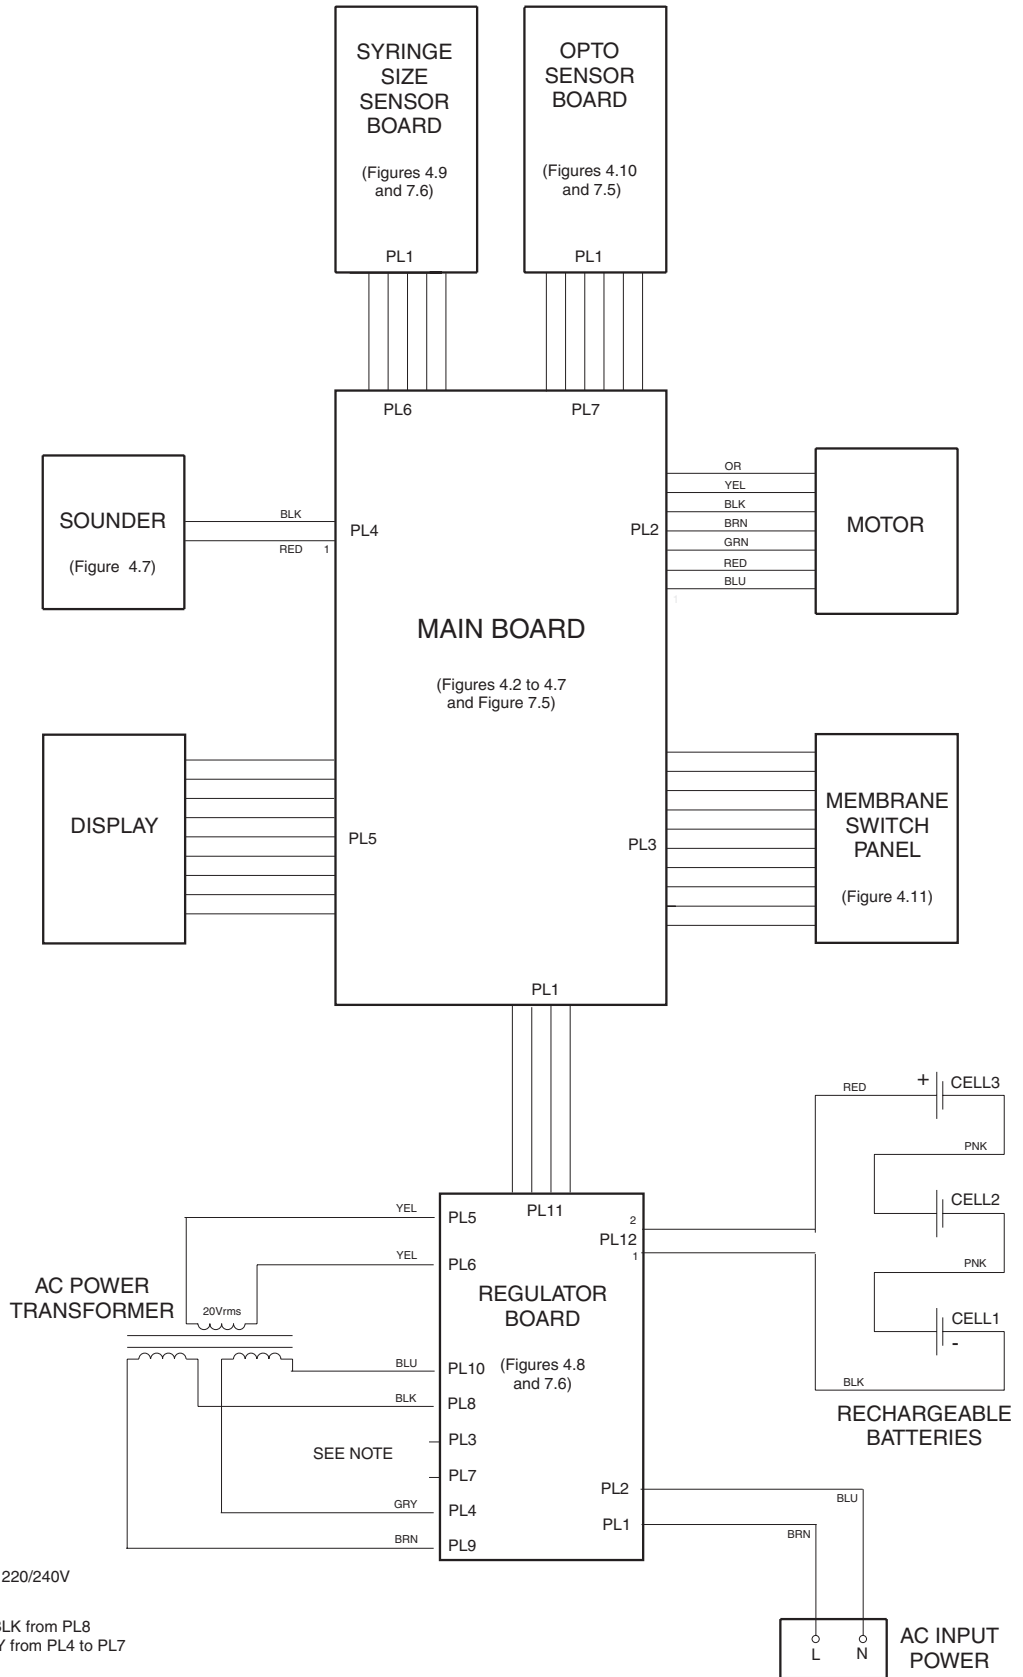 SYRINGE
SIZE
SENSOR
BOARD
(Figures 4.9
and 7.6)
PL1
OPTO
SENSOR
BOARD
(Figures 4.10
and 7.5)
PL1
PL6
PL7
SOUNDER
(Figure 4.7)
BLK
RED
1
PL4
PL2
OR
YEL
BLK
BRN
GRN
RED
BLU
MOTOR
MAIN BOARD
(Figures 4.2 to 4.7
and Figure 7.5)
DISPLAY
PL5
PL3
MEMBRANE
SWITCH
PANEL
(Figure 4.11)
PL1
RED
+
CELL3
PNK
CELL2
PNK
CELL1
-
BLK
RECHARGEABLE
BATTERIES
YEL
PL5
PL11
2
PL12
1
YEL
PL6
AC POWER
TRANSFORMER
20Vrms
REGULATOR
BOARD
(Figures 4.8
and 7.6)
BLU
PL10
BLK
PL8
PL3
SEE NOTE
PL7
GRY
PL4
BRN
PL9
PL2
BLU
PL1
BRN
220/240V
BLK from PL8
from PL4 to PL7
L
N
AC INPUT
POWER